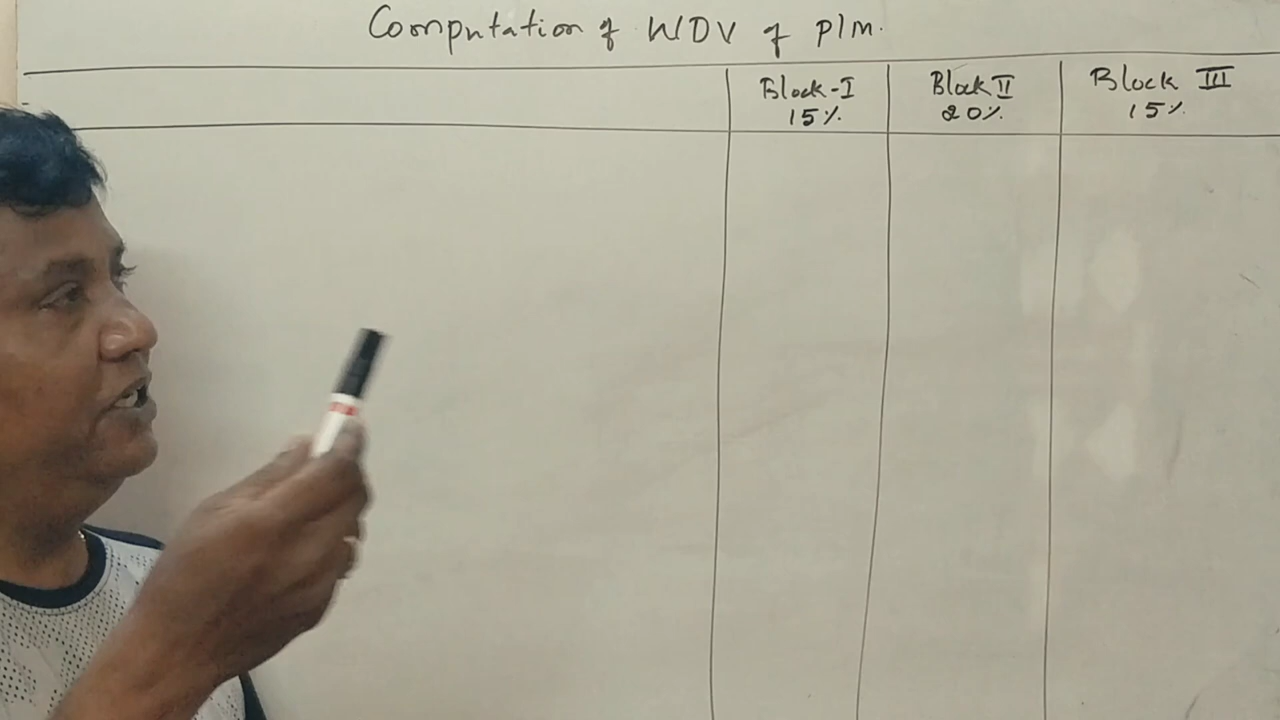 Computation of WDV of P/M.
Block-I Block II Block III
15% 20% 15%